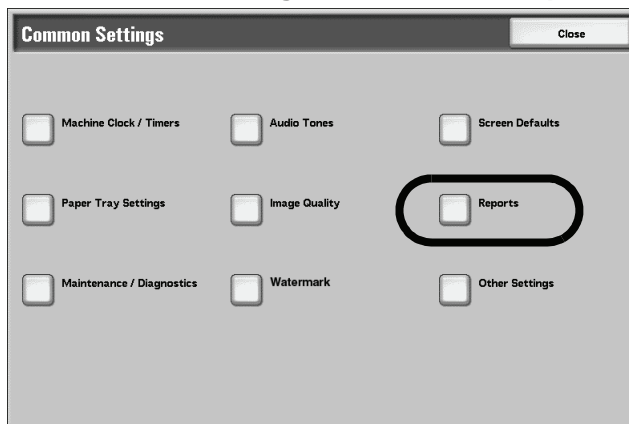 Common Settings
Close
Machine Clock / Timers
Audio Tones
Screen Defaults
Paper Tray Settings
Image Quality
Reports
Maintenance / Diagnostics
Watermark
Other Settings